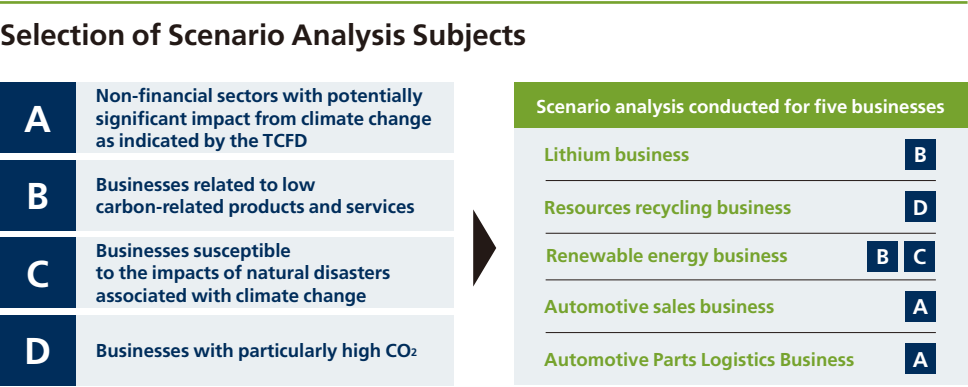 Selection of Scenario Analysis Subjects
A
Non-financial sectors with potentially
significant impact from climate change
as indicated by the TCFD
B
Businesses related to low
carbon-related products and services
C
Businesses susceptible
to the impacts of natural disasters
associated with climate change
D
Businesses with particularly high CO2
Scenario analysis conducted for five businesses
Lithium business B
Resources recycling business D
Renewable energy business B C
Automotive sales business A
Automotive Parts Logistics Business A